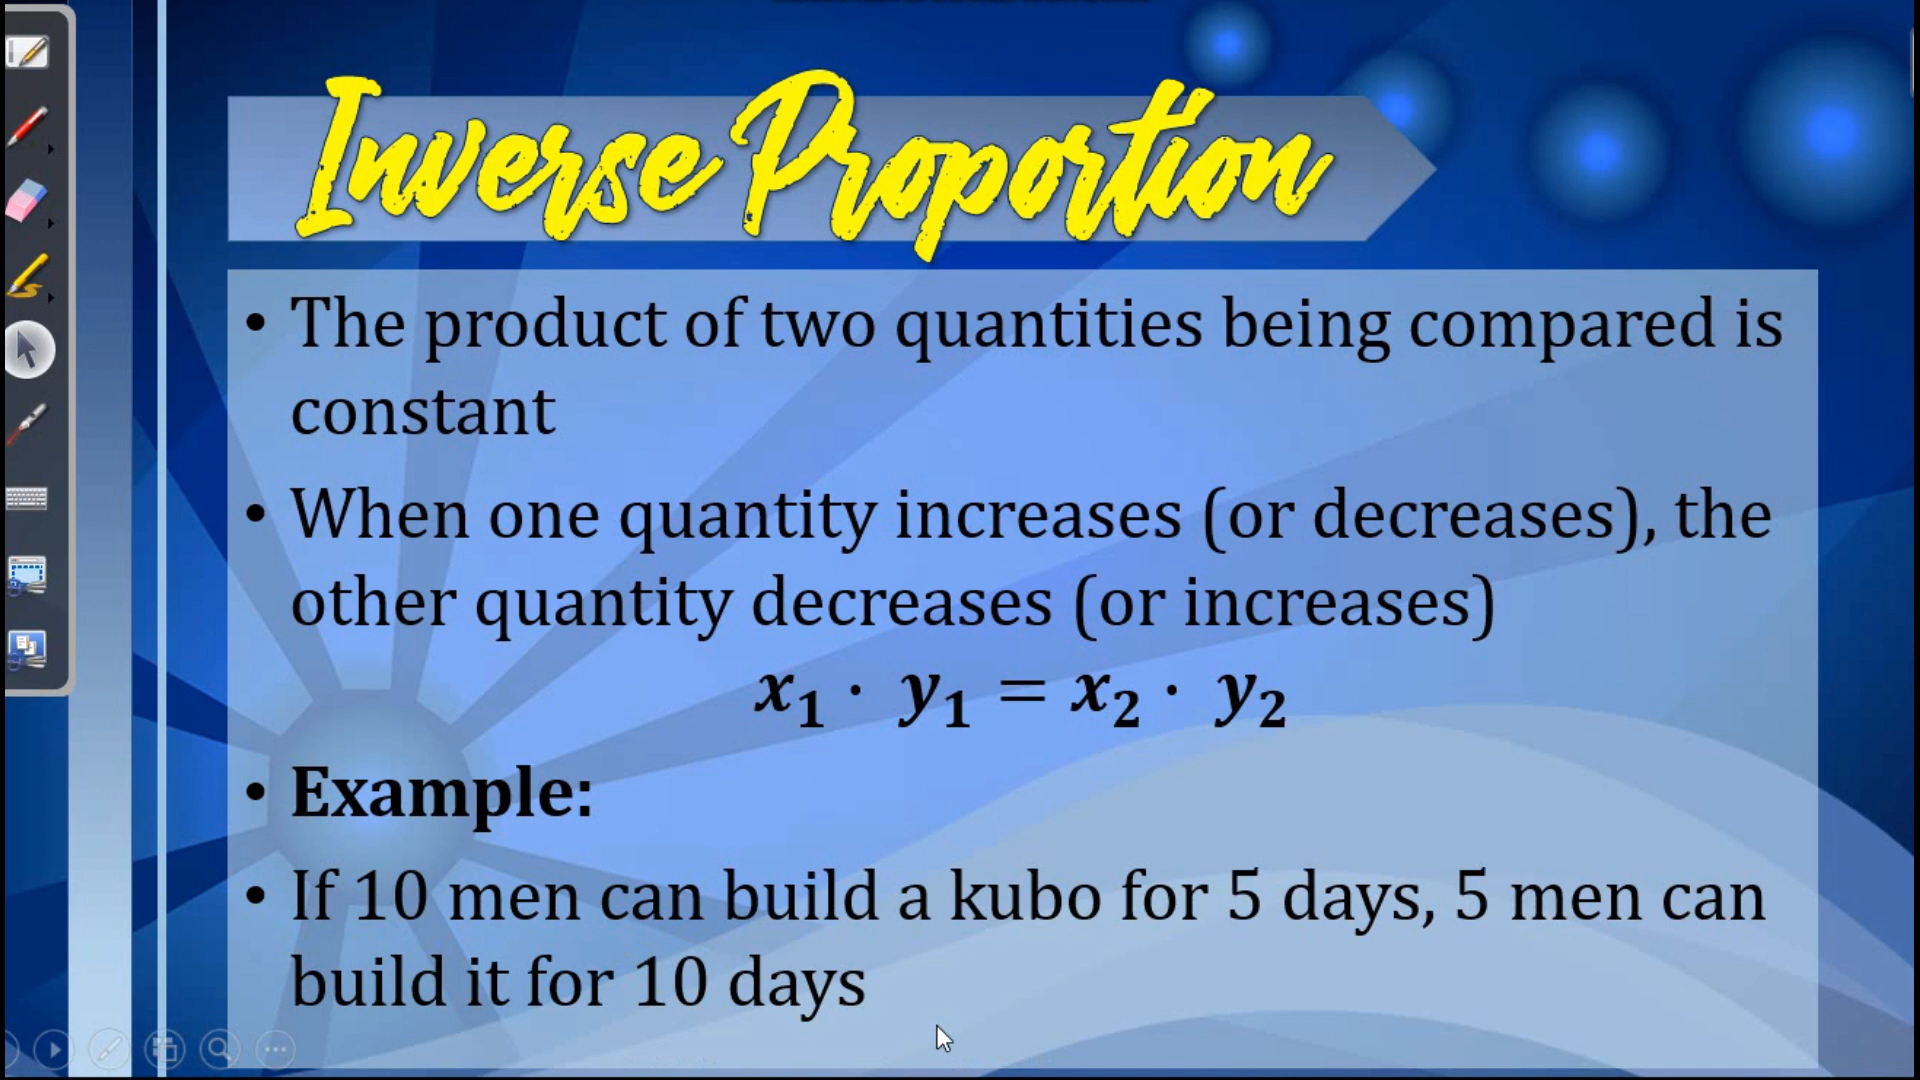 Inverse Proportion
• The product of two quantities being compared is
constant
• When one quantity increases (or decreases), the
other quantity decreases (or increases)
x₁ · y₁ = x₂ · y₂
• Example:
• If 10 men can build a kubo for 5 days, 5 men can
build it for 10 days